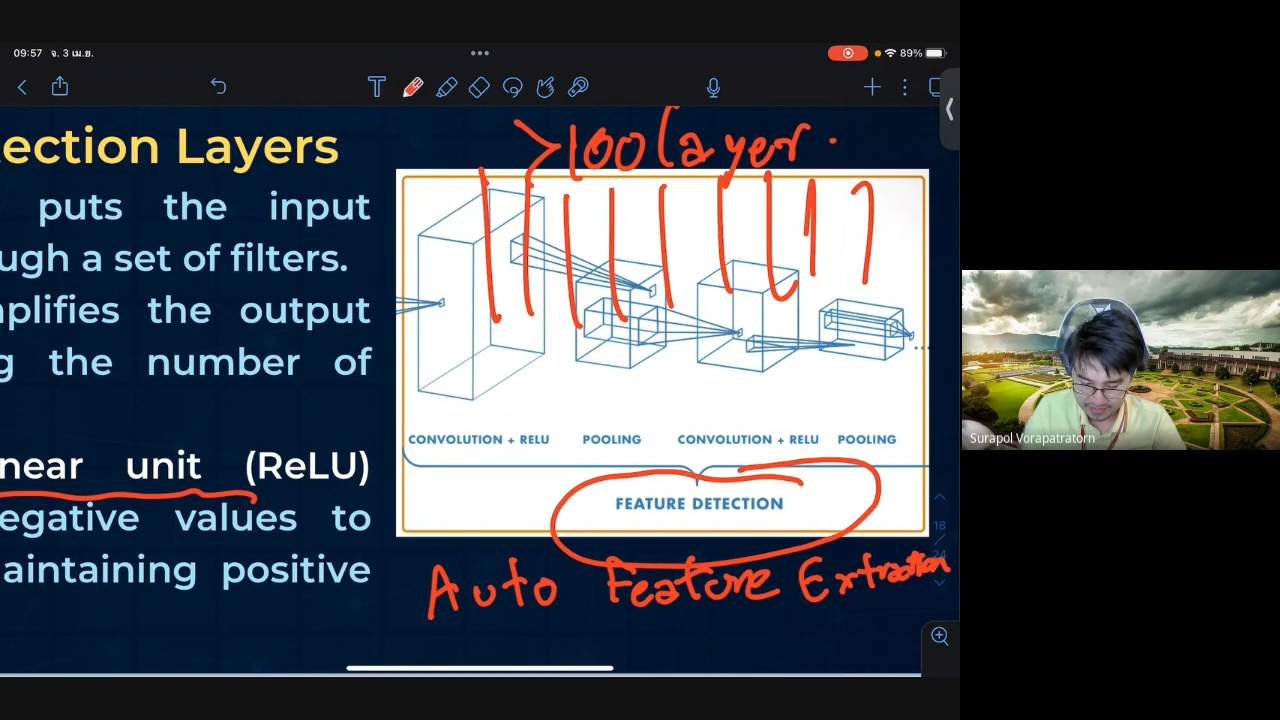 09:57 จ. 3 เม.ย.
89%
ection Layers
puts the input
ugh a set of filters.
plifies the output
g the number of
near unit (ReLU)
egative values to
aintaining positive
>100 layer.
CONVOLUTION + RELU POOLING CONVOLUTION + RELU POOLING
FEATURE DETECTION
Auto Feature Extraction
18
24
Surapol Vorapatratorn